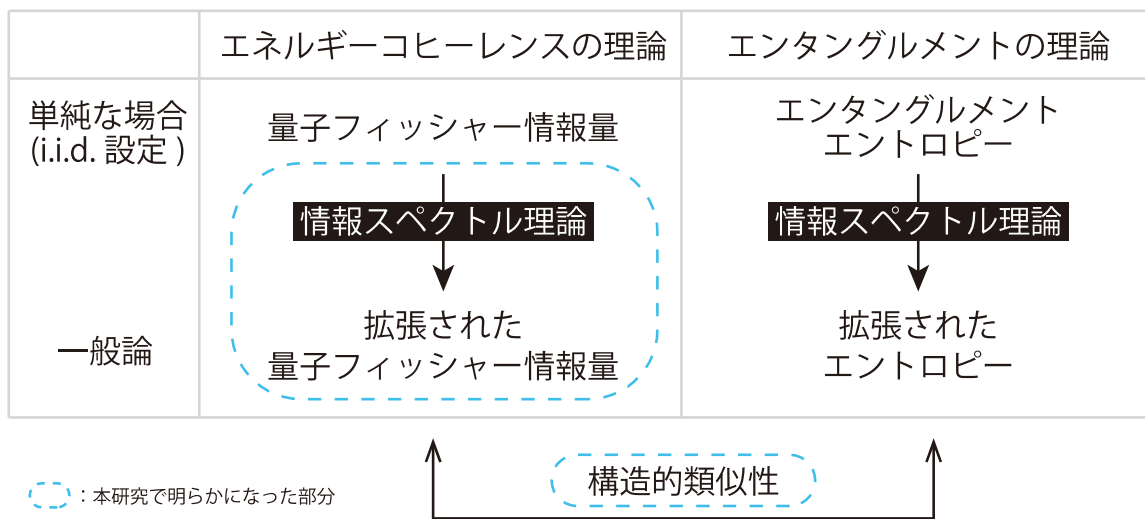 エネルギーコヒーレンスの理論
エンタングルメントの理論
単純な場合
(i.i.d. 設定 )
量子フィッシャー情報量
エンタングルメント
エントロピー
情報スペクトル理論
情報スペクトル理論
一般論
拡張された
量子フィッシャー情報量
拡張された
エントロピー
構造的類似性
：本研究で明らかになった部分